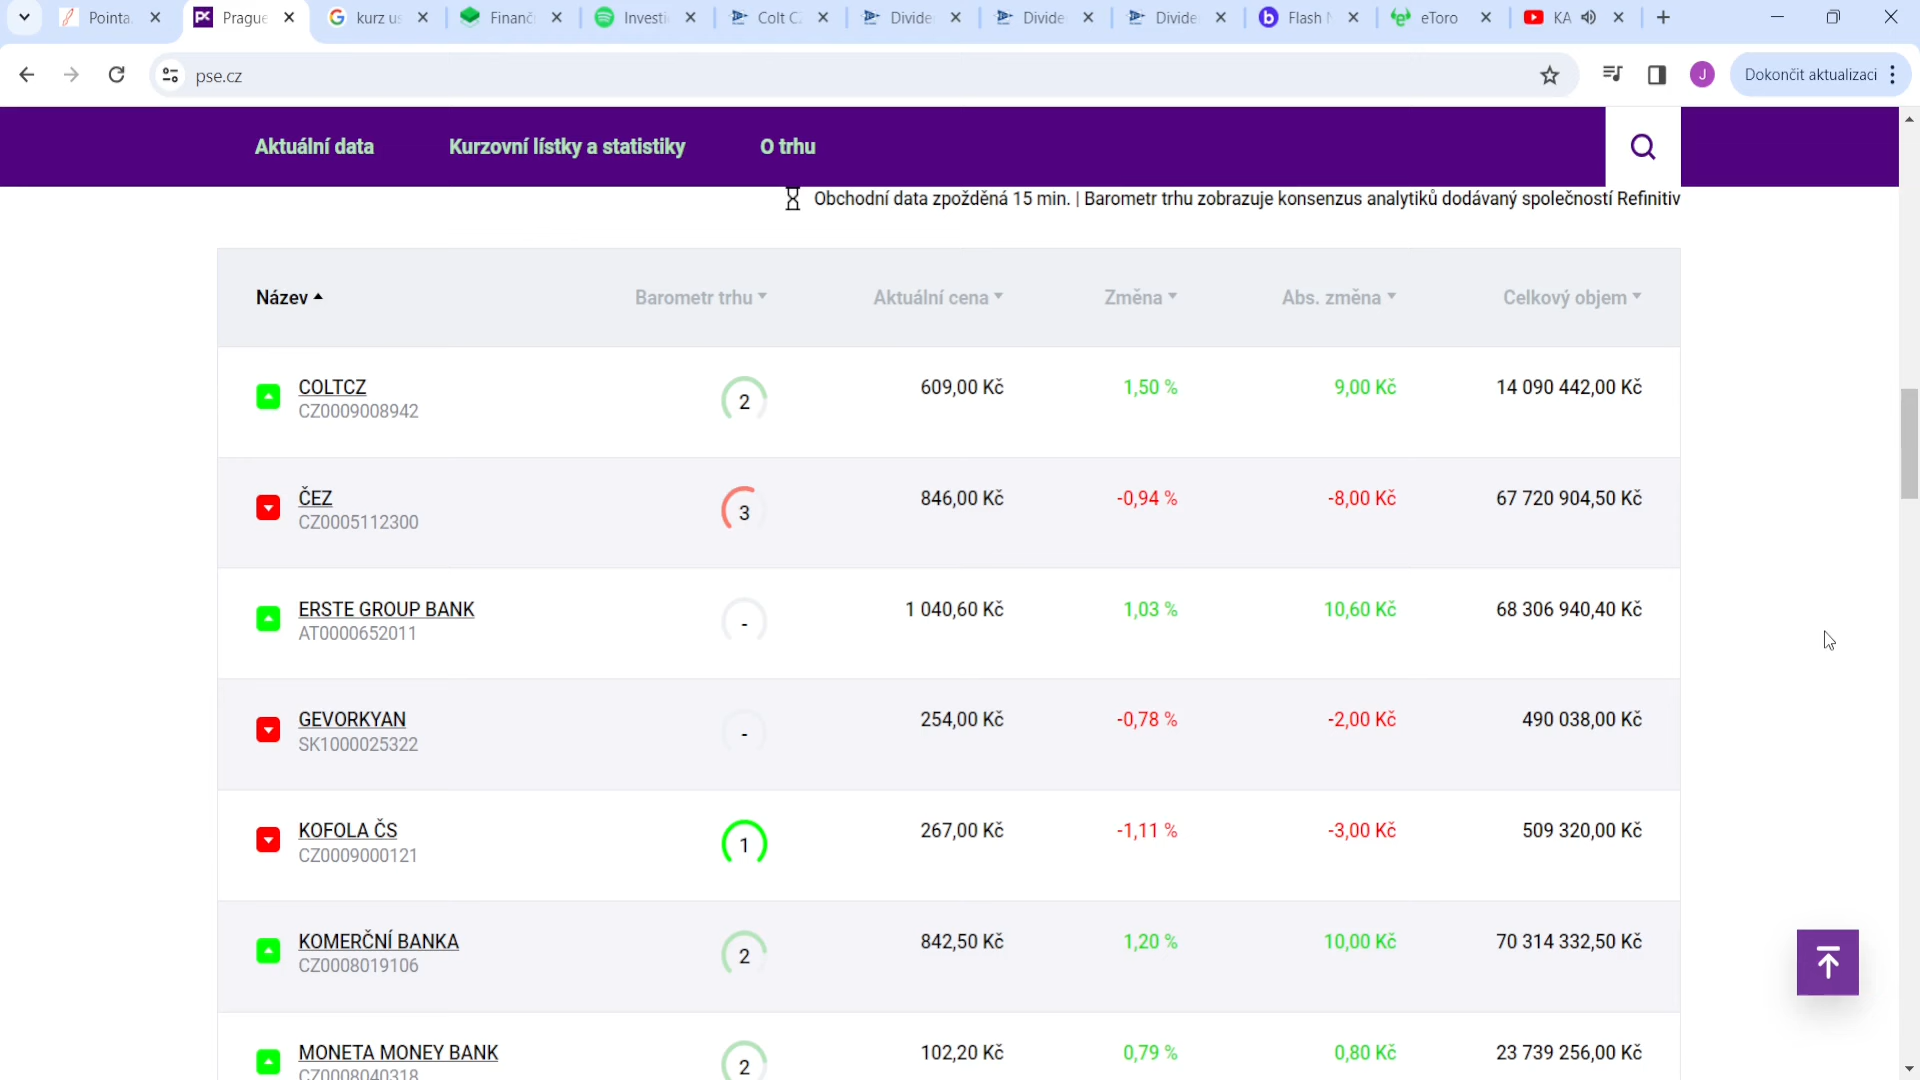 Pointa
Prague
kurz us
Finanč
Investi
Colt C
Divide
Divide
Divide
Flash
eToro
KA
pse.cz
J
Dokončit aktualizaci
Aktuální data
Kurzovní lístky a statistiky
O trhu
Obchodní data zpožděná 15 min. | Barometr trhu zobrazuje konsenzus analytiků dodávaný společností Refinitiv
Název Barometr trhu Aktuální cena Změna Abs. změna Celkový objem
COLTCZ 2 609,00 Kč 1,50 % 9,00 Kč 14 090 442,00 Kč
CZ0009008942
ČEZ 3 846,00 Kč -0,94 % -8,00 Kč 67 720 904,50 Kč
CZ0005112300
ERSTE GROUP BANK - 1 040,60 Kč 1,03 % 10,60 Kč 68 306 940,40 Kč
AT0000652011
GEVORKYAN - 254,00 Kč -0,78 % -2,00 Kč 490 038,00 Kč
SK1000025322
KOFOLA ČS 1 267,00 Kč -1,11 % -3,00 Kč 509 320,00 Kč
CZ0009000121
KOMERČNÍ BANKA 2 842,50 Kč 1,20 % 10,00 Kč 70 314 332,50 Kč
CZ0008019106
MONETA MONEY BANK 2 102,20 Kč 0,79 % 0,80 Kč 23 739 256,00 Kč
CZ0008040318